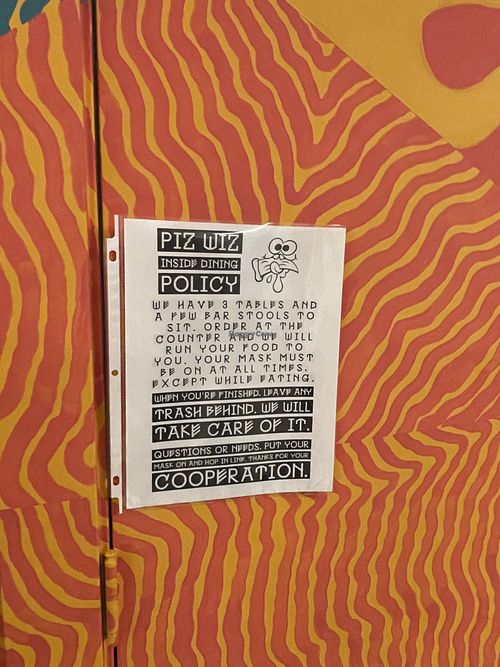 PIZ WIZ
INSIDE DINING
POLICY
WE HAVE 3 TABLES AND
A FEW BAR STOOLS TO
SIT. ORDER AT THE
COUNTER AND WE WILL
RUN YOUR FOOD TO
YOU. YOUR MASK MUST
BE ON AT ALL TIMES.
EXCEPT WHILE EATING.
WHEN YOU'RE FINISHED. LEAVE ANY
TRASH BEHIND. WE WILL
TAKE CARE OF IT.
QUESTIONS OR NEEDS. PUT YOUR
MASK ON AND HOP IN LINE. THANKS FOR YOUR
COOPERATION.